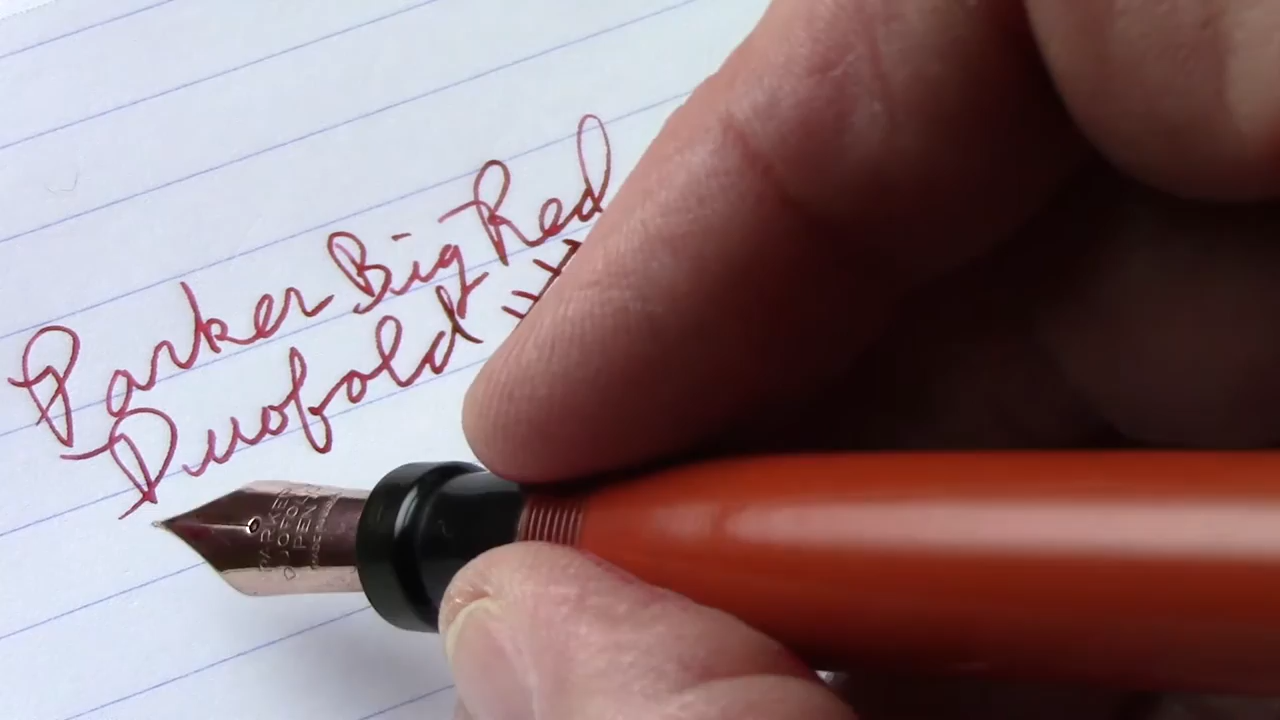 Parker Big Red
Duofold
PARKER
DUOFOLD
PEN